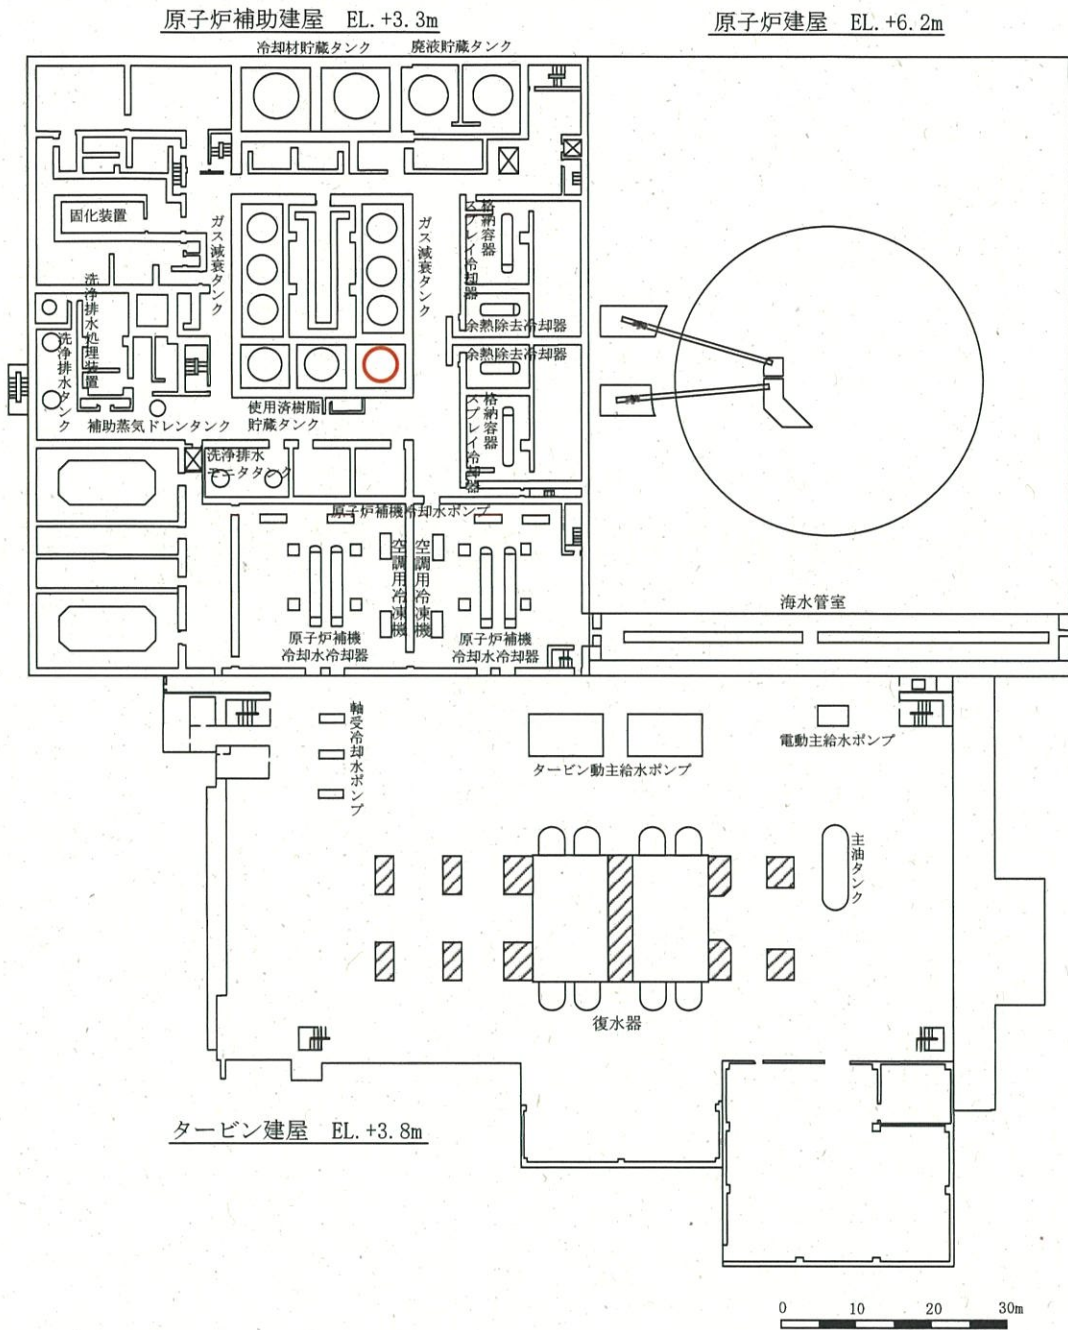 原子炉補助建屋 EL.+3.3m
原子炉建屋 EL.+6.2m
冷却材貯蔵タンク
廃液貯蔵タンク
固化装置
ガス減衰タンク
ガス減衰タンク
格納容器
スプレイ冷却器
余熱除去冷却器
余熱除去冷却器
格納容器
スプレイ冷却器
洗浄排水処理装置
洗浄排水タンク
補助蒸気ドレンタンク
使用済樹脂
貯蔵タンク
洗浄排水
モニタタンク
原子炉補機冷却水ポンプ
空調用冷凍機
空調用冷凍機
原子炉補機
冷却水冷却器
原子炉補機
冷却水冷却器
海水管室
軸受冷却水ポンプ
タービン動主給水ポンプ
電動主給水ポンプ
主油タンク
復水器
タービン建屋 EL.+3.8m
0 10 20 30m